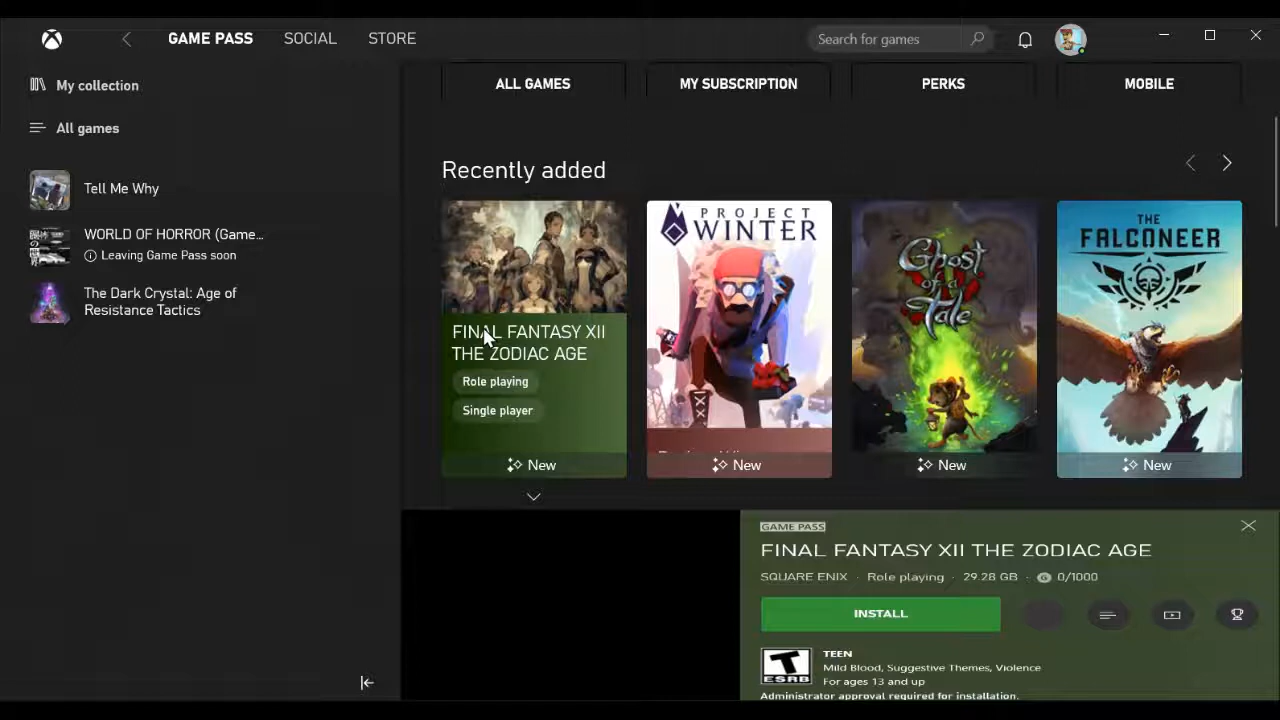 GAME PASS
SOCIAL
STORE
Search for games
My collection
All games
Tell Me Why
WORLD OF HORROR (Game...
Leaving Game Pass soon
The Dark Crystal: Age of
Resistance Tactics
ALL GAMES
MY SUBSCRIPTION
PERKS
MOBILE
Recently added
FINAL FANTASY XII
THE ZODIAC AGE
Role playing
Single player
New
PROJECT
WINTER
New
Ghost
of a
Tale
New
THE
FALCONEER
New
GAME PASS
FINAL FANTASY XII THE ZODIAC AGE
SQUARE ENIX · Role playing · 29.28 GB · G 0/1000
INSTALL
T
ESRB
TEEN
Mild Blood, Suggestive Themes, Violence
For ages 13 and up
Administrator approval required for installation.